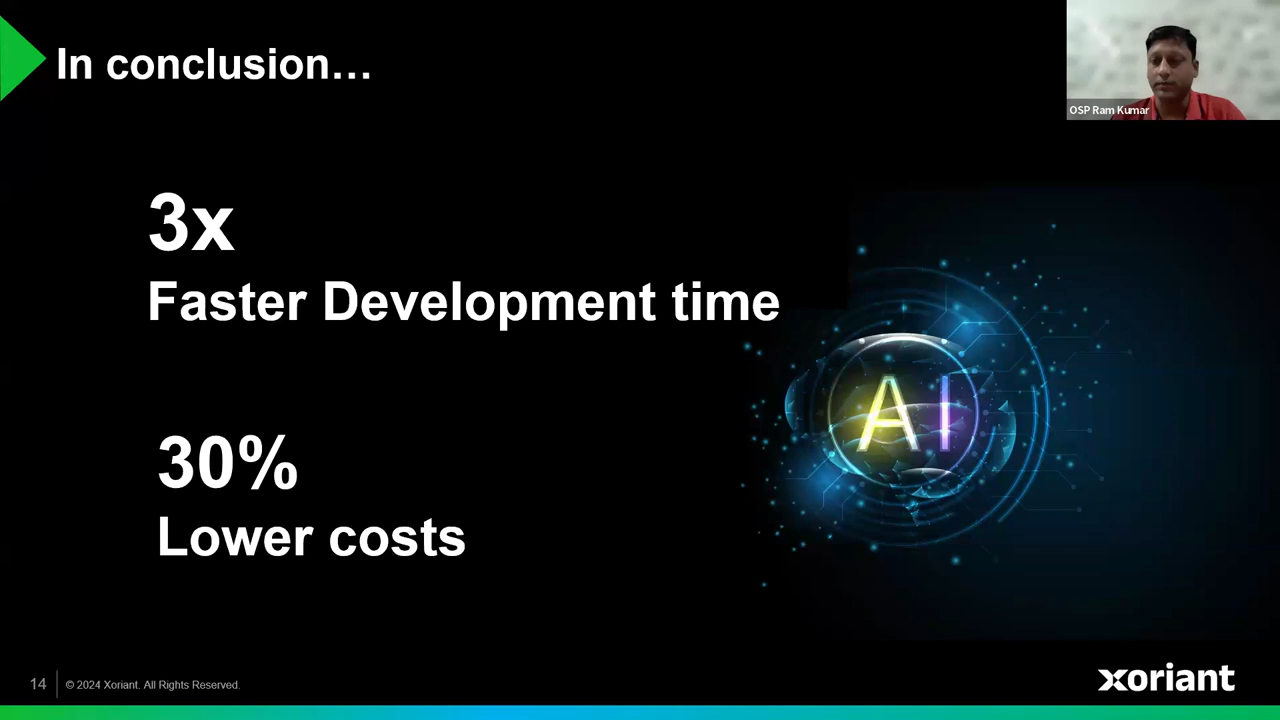 In conclusion…
OSP Ram Kumar
3x
Faster Development time
AI
30%
Lower costs
14
© 2024 Xoriant. All Rights Reserved.
xoriant